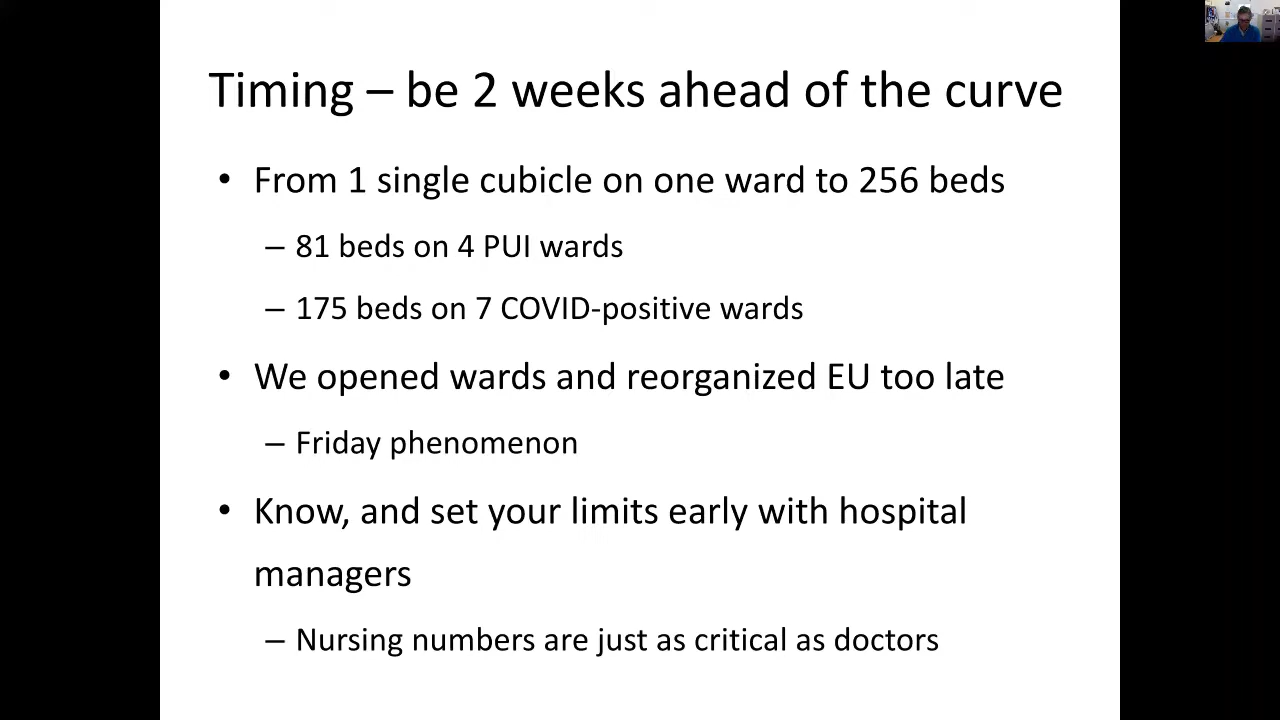 Timing – be 2 weeks ahead of the curve
• From 1 single cubicle on one ward to 256 beds
– 81 beds on 4 PUI wards
– 175 beds on 7 COVID-positive wards
• We opened wards and reorganized EU too late
– Friday phenomenon
• Know, and set your limits early with hospital
managers
– Nursing numbers are just as critical as doctors